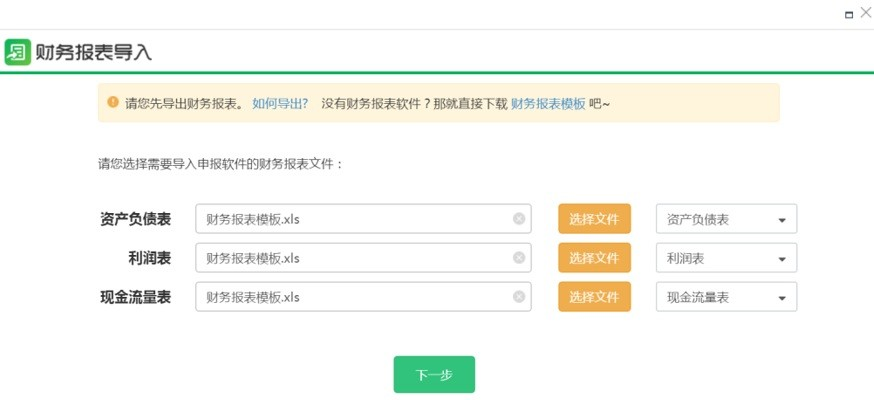 财务报表导入
请您先导出财务报表。 如何导出? 没有财务报表软件？那就直接下载 财务报表模板 吧~
请您选择需要导入申报软件的财务报表文件：
资产负债表 财务报表模板.xls 选择文件 资产负债表
利润表 财务报表模板.xls 选择文件 利润表
现金流量表 财务报表模板.xls 选择文件 现金流量表
下一步